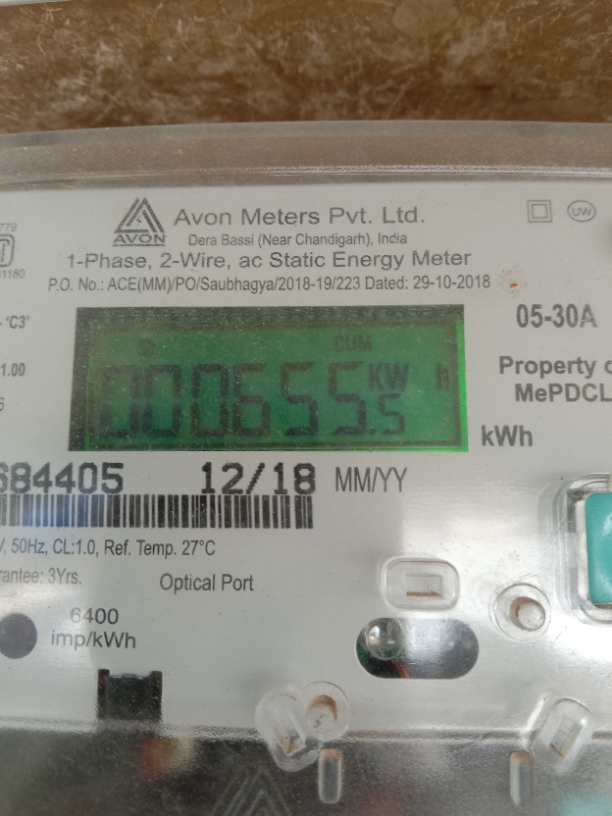 Avon Meters Pvt. Ltd.
AVON
UW
Dera Bassi (Near Chandigarh), India
1-Phase, 2-Wire, ac Static Energy Meter
P.O. No.: ACE(MM)/PO/Saubhagya/2018-19/223 Dated: 29-10-2018
779
1180
'C3'
1.00
05-30A
Property
MePDCL
CUM
000655.5 KW h
kWh
684405 12/18 MM/YY
V, 50Hz, CL:1.0, Ref. Temp. 27°C
rantee: 3Yrs.
Optical Port
6400
imp/kWh